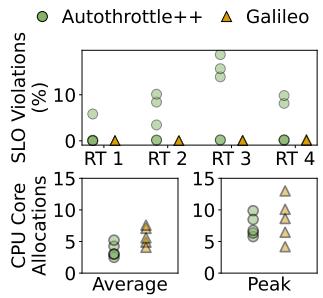 Autothrottle++ Galileo
SLO Violations
(%)
10
0
RT 1 RT 2 RT 3 RT 4
CPU Core
Allocations
15
10
5
0
Average
15
10
5
0
Peak